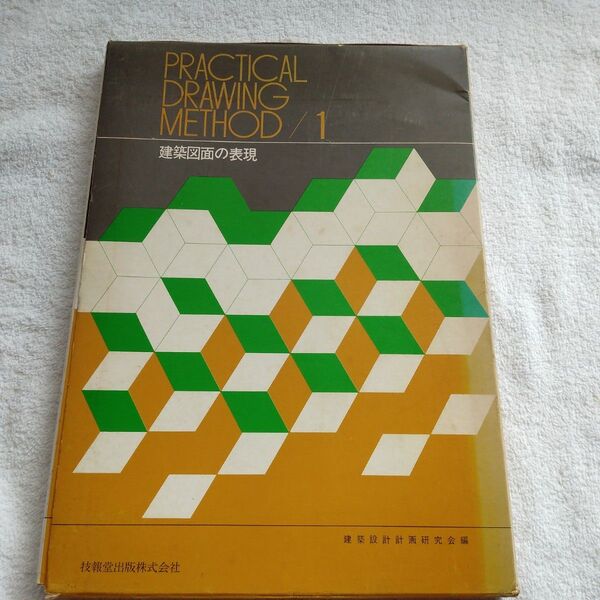 PRACTICAL
DRAWING
METHOD / 1
建築図面の表現
建築設計計画研究会編
技報堂出版株式会社